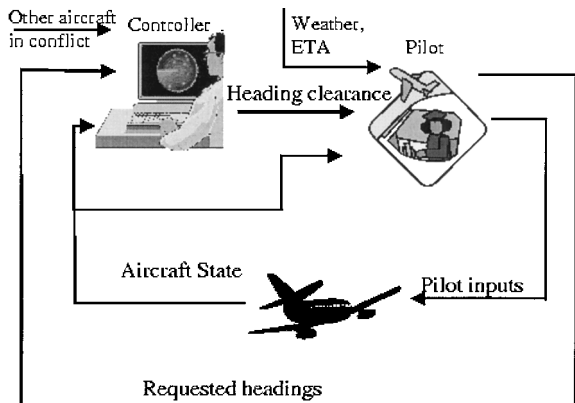 Other aircraft
in conflict
Controller
Weather,
ETA
Pilot
Heading clearance
Aircraft State
Pilot inputs
Requested headings